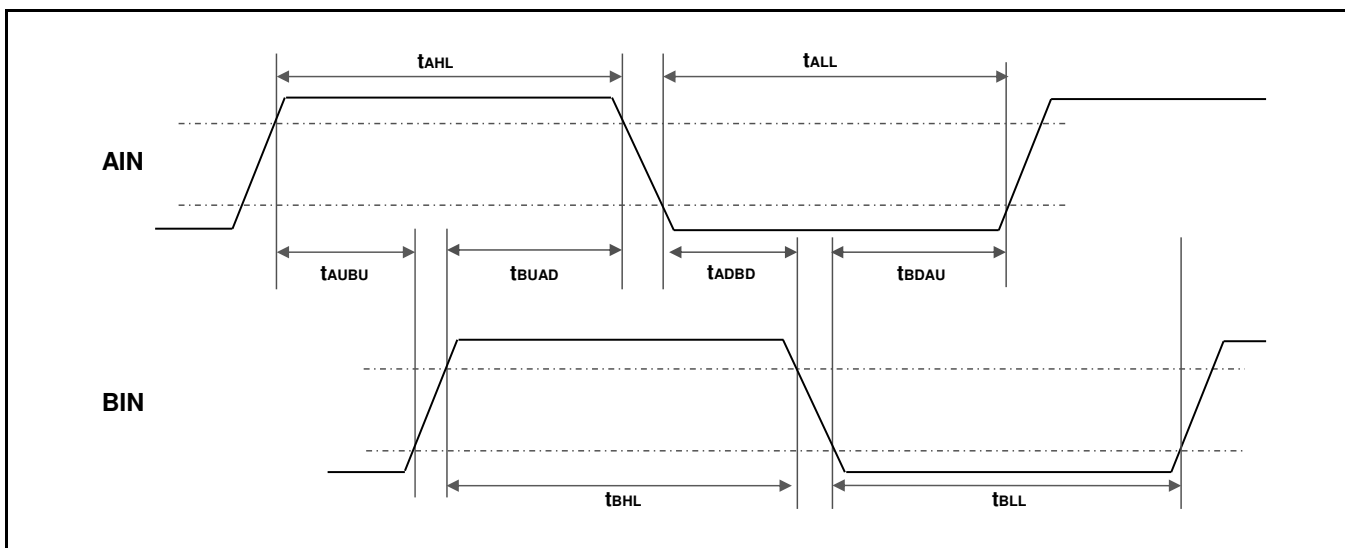 tAHL
tALL
AIN
tAUBU
tBUAD
tADBD
tBDAU
BIN
tBHL
tBLL